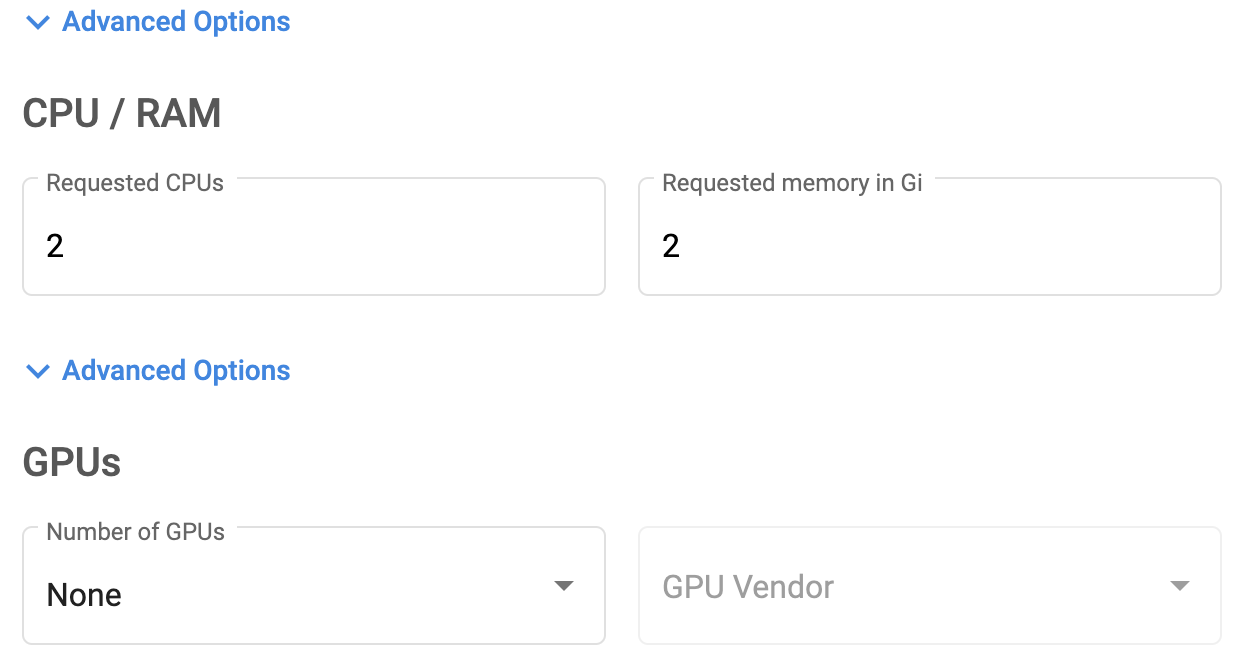 Advanced Options
CPU / RAM
Requested CPUs
2
Requested memory in Gi
2
Advanced Options
GPUs
Number of GPUs
None
GPU Vendor